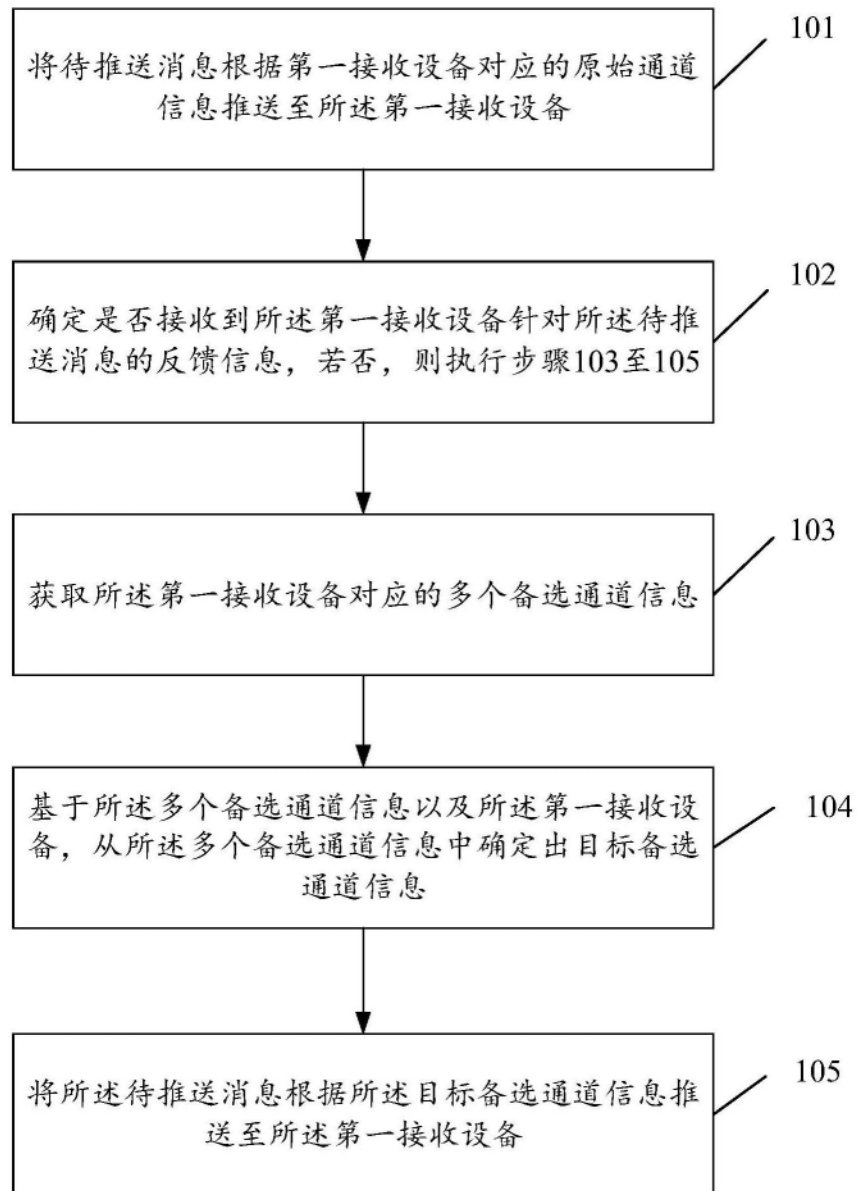 101
将待推送消息根据第一接收设备对应的原始通道
信息推送至所述第一接收设备
102
确定是否接收到所述第一接收设备针对所述待推
送消息的反馈信息，若否，则执行步骤103至105
103
获取所述第一接收设备对应的多个备选通道信息
104
基于所述多个备选通道信息以及所述第一接收设
备，从所述多个备选通道信息中确定出目标备选
通道信息
105
将所述待推送消息根据所述目标备选通道信息推
送至所述第一接收设备